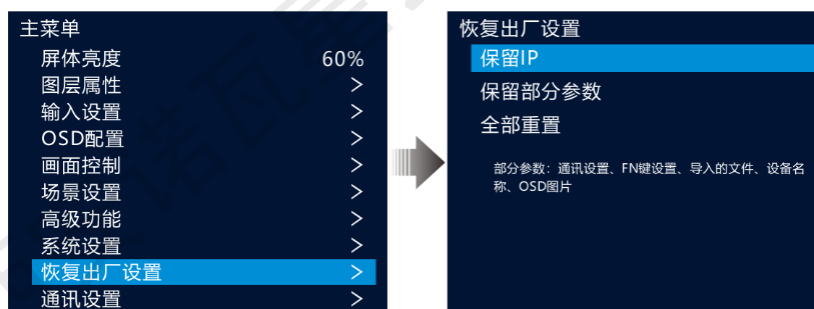 主菜单
屏体亮度 60%
图层属性 >
输入设置 >
OSD配置 >
画面控制 >
场景设置 >
高级功能 >
系统设置 >
恢复出厂设置 >
通讯设置 >
恢复出厂设置
保留IP
保留部分参数
全部重置
部分参数：通讯设置、FN键设置、导入的文件、设备名
称、OSD图片